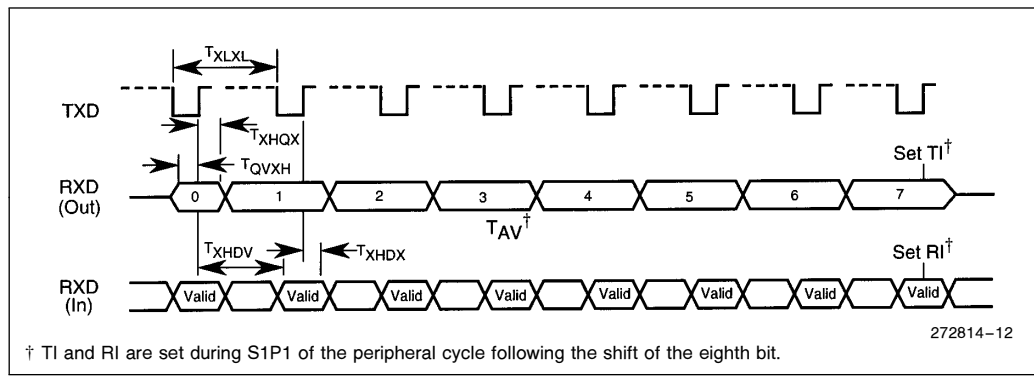 TXLXL
TXD
TXHQX
TQVXH
Set TI†
RXD
(Out)
0 1 2 3 4 5 6 7
TAV†
TXHDV
TXHDX
Set RI†
RXD
(In)
Valid Valid Valid Valid Valid Valid Valid Valid
272814–12
† TI and RI are set during S1P1 of the peripheral cycle following the shift of the eighth bit.